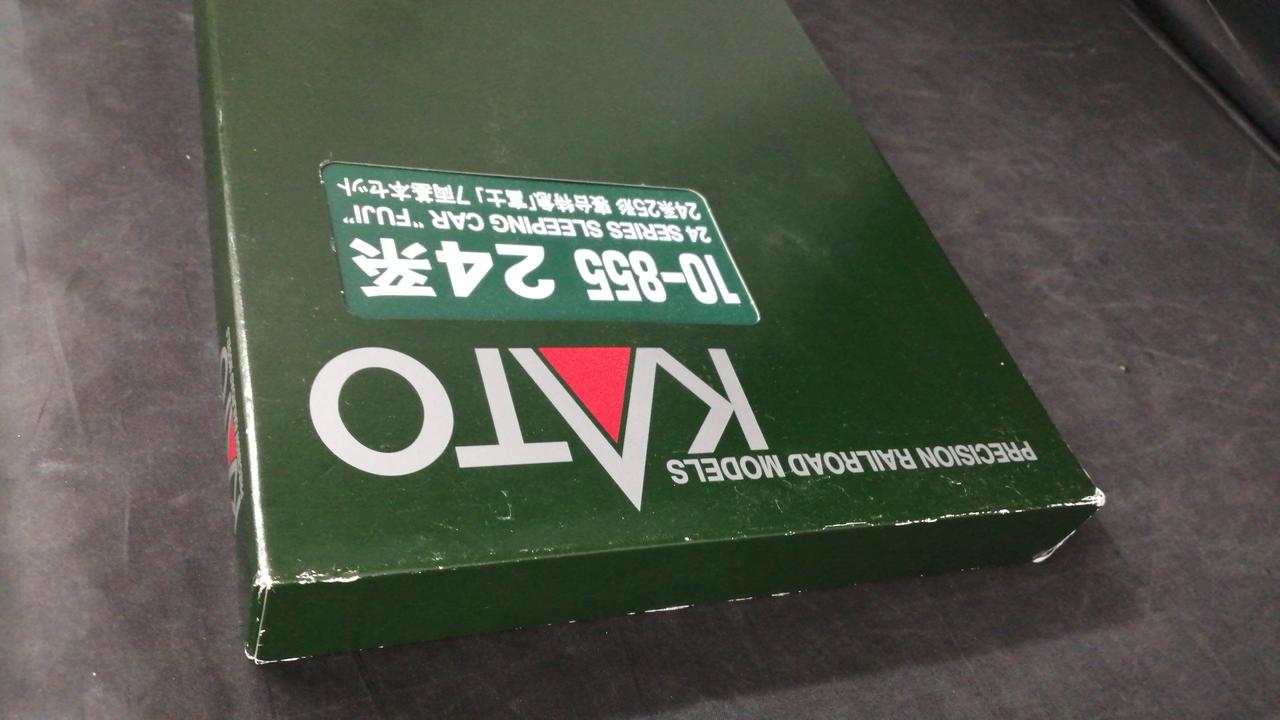 PRECISION RAILROAD MODELS
KATO
10-855 24系
24 SERIES SLEEPING CAR "FUJI"
24系25形 寝台特急「富士」 7両基本セット
KATO